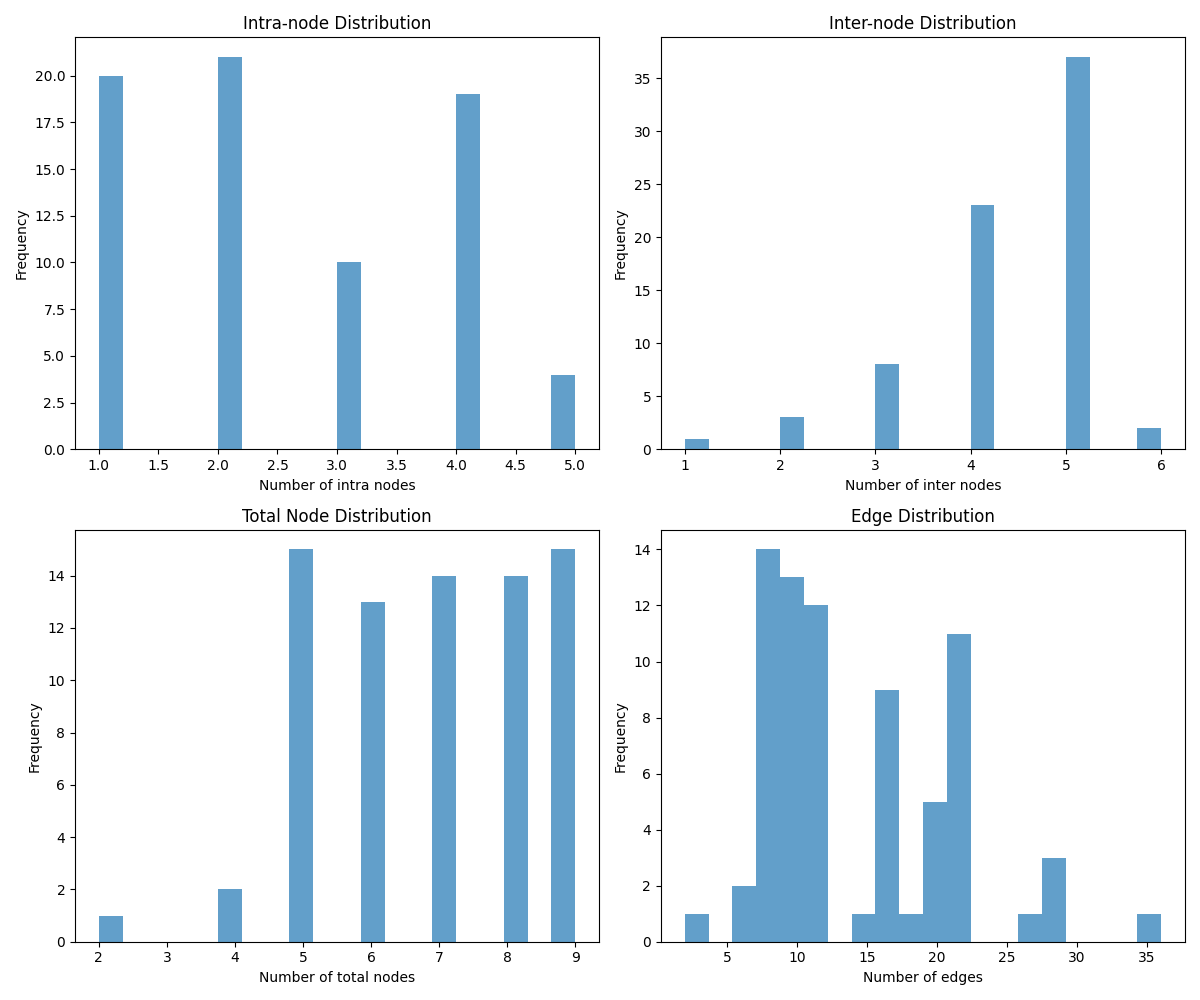 Intra-node Distribution
20.0
17.5
15.0
12.5
10.0
7.5
5.0
2.5
0.0
Frequency
1.0 1.5 2.0 2.5 3.0 3.5 4.0 4.5 5.0
Number of intra nodes
Inter-node Distribution
35
30
25
20
15
10
5
0
Frequency
1 2 3 4 5 6
Number of inter nodes
Total Node Distribution
14
12
10
8
6
4
2
0
Frequency
2 3 4 5 6 7 8 9
Number of total nodes
Edge Distribution
14
12
10
8
6
4
2
0
Frequency
5 10 15 20 25 30 35
Number of edges